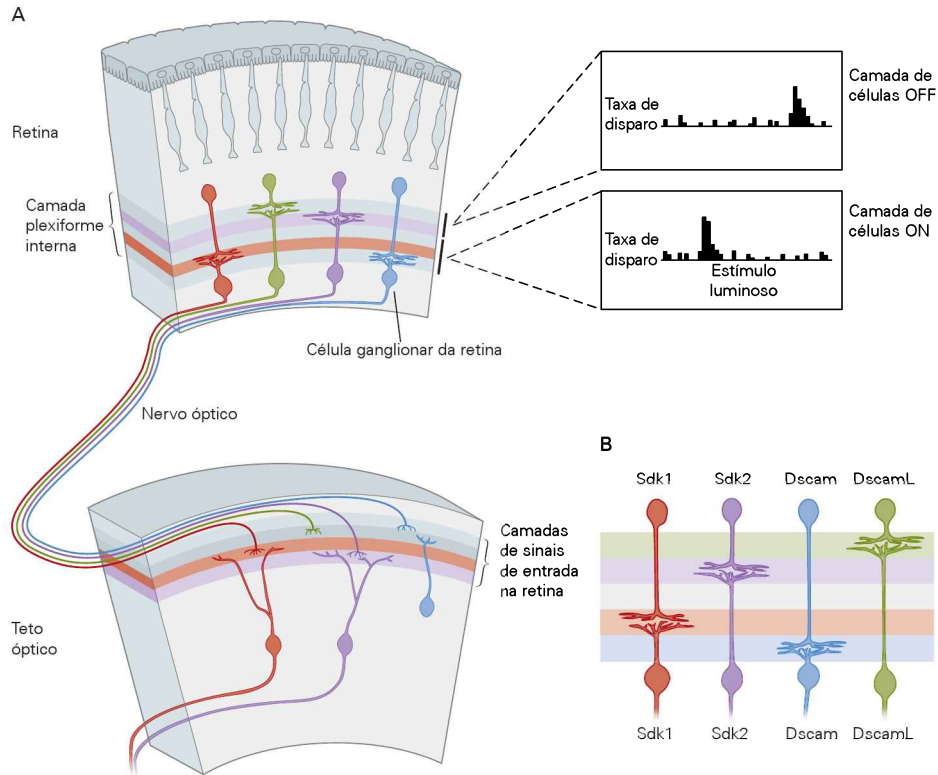 A
Retina
Camada
plexiforme
interna
Taxa de
disparo
Camada de
células OFF
Taxa de
disparo
Estímulo
luminoso
Camada de
células ON
Célula ganglionar da retina
Nervo óptico
Camadas
de sinais
de entrada
na retina
Teto
óptico
B
Sdk1 Sdk2 Dscam DscamL
Sdk1 Sdk2 Dscam DscamL